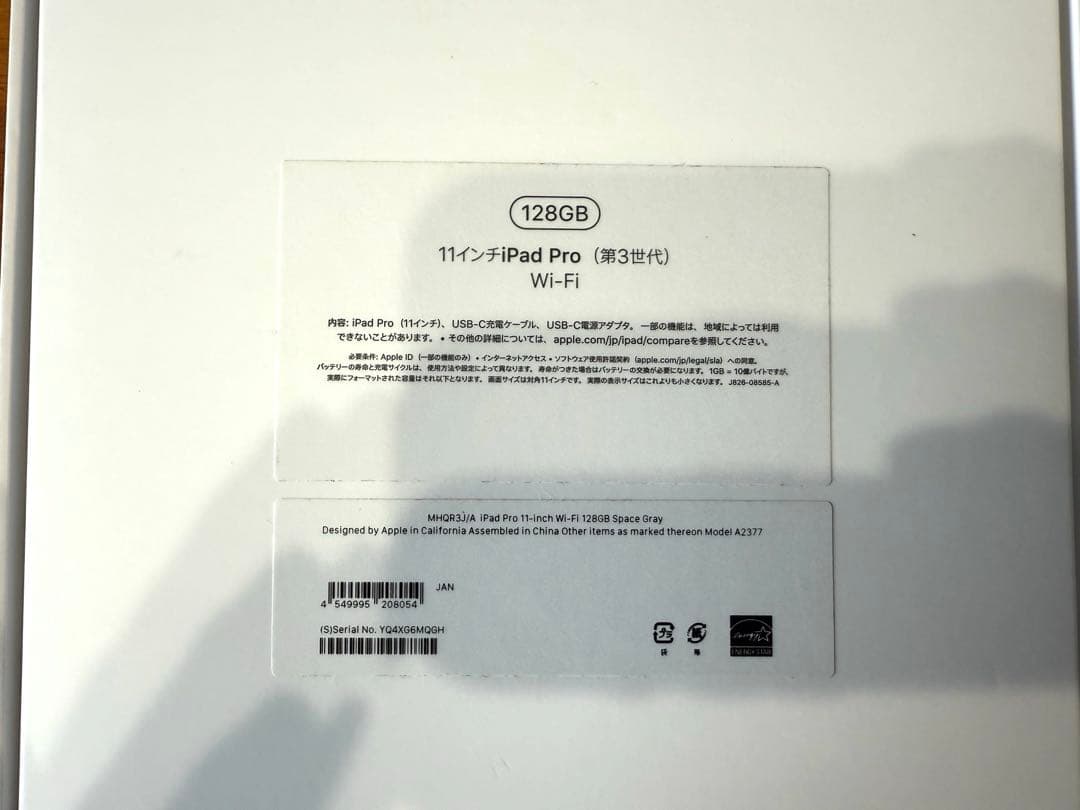 128GB
11インチiPad Pro（第3世代）
Wi-Fi
内容: iPad Pro（11インチ）、USB-C充電ケーブル、USB-C電源アダプタ。一部の機能は、地域によっては利用
できないことがあります。• その他の詳細については、apple.com/jp/ipad/compareを参照してください。
必要条件: Apple ID（一部の機能のみ）• インターネットアクセス • ソフトウェア使用許諾契約（apple.com/jp/legal/sla）への同意。
バッテリーの寿命と充電サイクルは、使用方法や設定によって異なります。寿命がつきた場合はバッテリーの交換が必要になります。1GB = 10億バイトですが、
実際にフォーマットされた容量はそれ以下となります。画面サイズは対角11インチです。実際の表示サイズはこれよりも小さくなります。J826-08585-A
MHQR3J/A iPad Pro 11-inch Wi-Fi 128GB Space Gray
Designed by Apple in California Assembled in China Other items as marked thereon Model A2377
JAN
4 549995 208054
(S)Serial No. YQ4XG6MQGH
プラ 紙
袋
ENERGY STAR